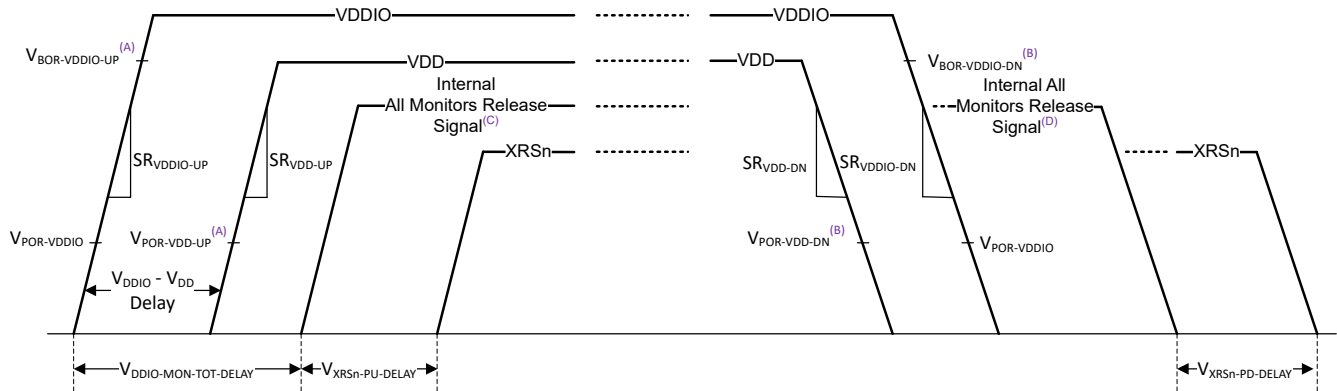 VDDIO
VDDIO
VBOR-VDDIO-UP(A)
VDD
VDD
VBOR-VDDIO-DN(B)
Internal
All Monitors Release
Signal(C)
Internal All
Monitors Release
Signal(D)
XRSn
XRSn
SRVDDIO-UP
SRVDD-UP
SRVDD-DN
SRVDDIO-DN
VPOR-VDDIO
VPOR-VDD-UP(A)
VPOR-VDD-DN(B)
VPOR-VDDIO
VDDIO - VDD
Delay
VDDIO-MON-TOT-DELAY
VXRSn-PU-DELAY
VXRSn-PD-DELAY